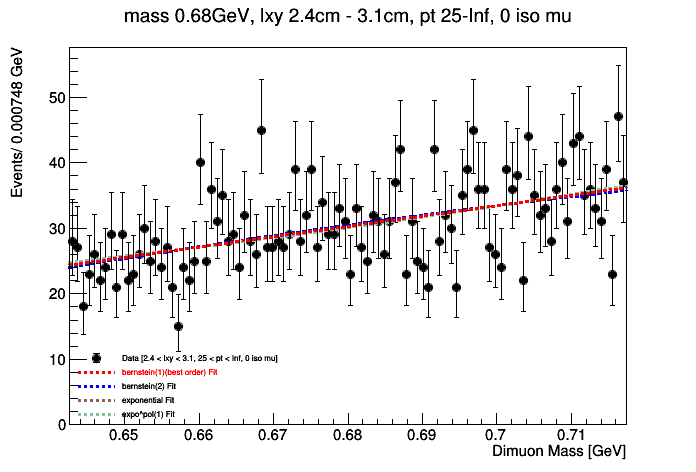 mass 0.68GeV, lxy 2.4cm - 3.1cm, pt 25-Inf, 0 iso mu
Events/ 0.000748 GeV
50
40
30
20
10
0
Data [2.4 < lxy < 3.1, 25 < pt < Inf, 0 iso mu]
bernstein(1)(best order) Fit
bernstein(2) Fit
exponential Fit
expo*pol(1) Fit
0.65 0.66 0.67 0.68 0.69 0.7 0.71
Dimuon Mass [GeV]